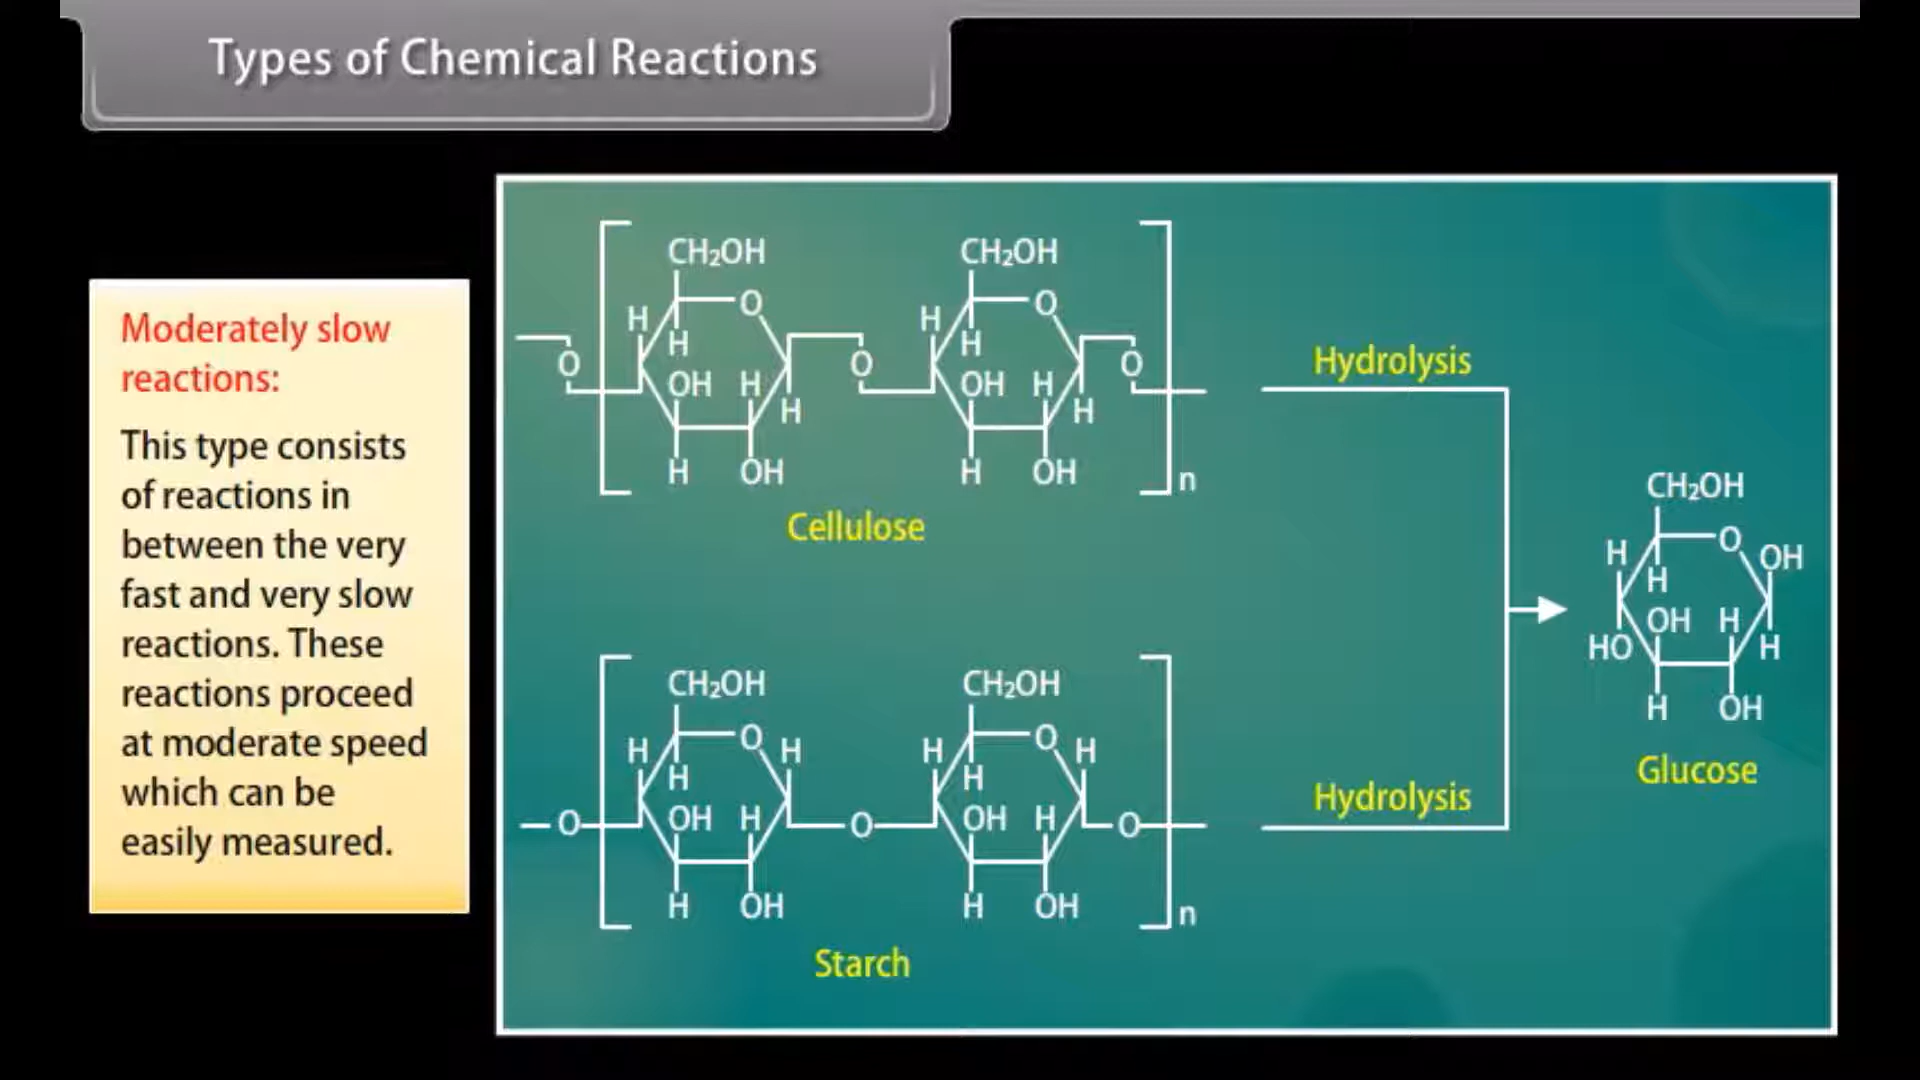 Types of Chemical Reactions
Moderately slow
reactions:
This type consists
of reactions in
between the very
fast and very slow
reactions. These
reactions proceed
at moderate speed
which can be
easily measured.
CH₂OH CH₂OH
O O
H H
H H
O O O
OH H OH H
H H
H OH H OH
n
Cellulose
Hydrolysis
CH₂OH CH₂OH
H O H H O H
H H
OH H OH H
O O O
H OH H OH
n
Starch
Hydrolysis
CH₂OH
O
H OH
H
OH H
HO H
H OH
Glucose